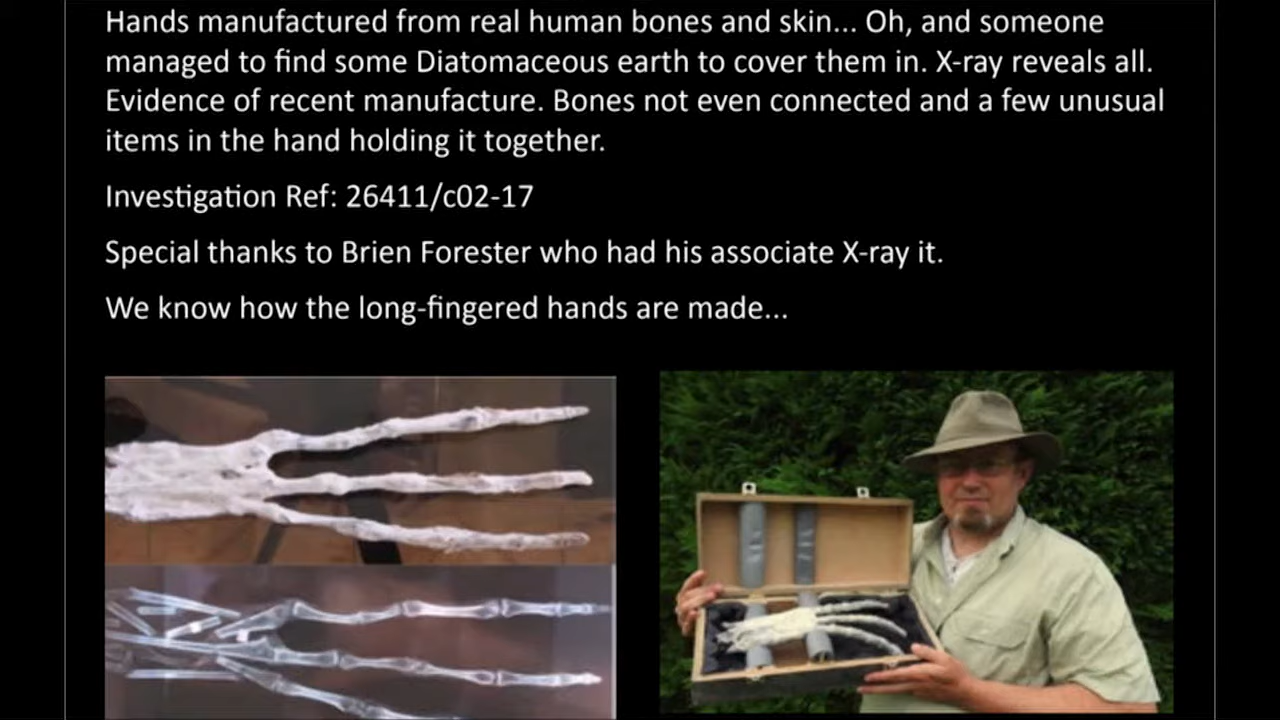 Hands manufactured from real human bones and skin... Oh, and someone
managed to find some Diatomaceous earth to cover them in. X-ray reveals all.
Evidence of recent manufacture. Bones not even connected and a few unusual
items in the hand holding it together.
Investigation Ref: 26411/c02-17
Special thanks to Brien Forester who had his associate X-ray it.
We know how the long-fingered hands are made...